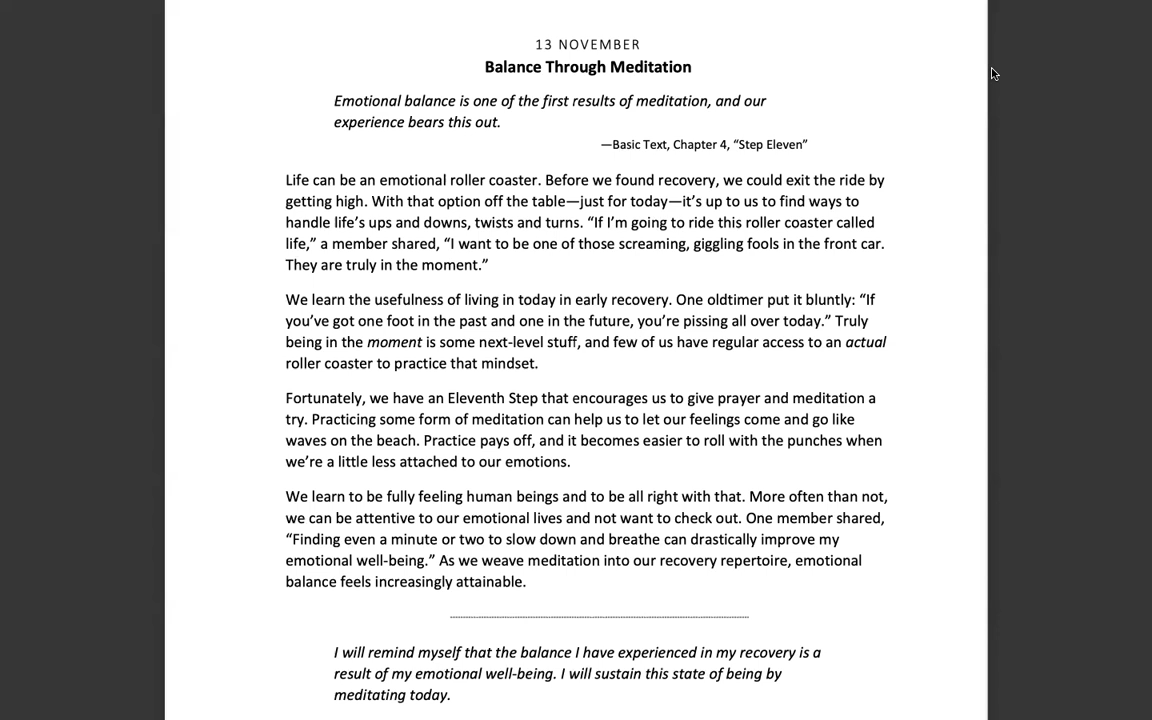 13 NOVEMBER
Balance Through Meditation
Emotional balance is one of the first results of meditation, and our
experience bears this out.
—Basic Text, Chapter 4, “Step Eleven”
Life can be an emotional roller coaster. Before we found recovery, we could exit the ride by
getting high. With that option off the table—just for today—it’s up to us to find ways to
handle life’s ups and downs, twists and turns. “If I’m going to ride this roller coaster called
life,” a member shared, “I want to be one of those screaming, giggling fools in the front car.
They are truly in the moment.”
We learn the usefulness of living in today in early recovery. One oldtimer put it bluntly: “If
you’ve got one foot in the past and one in the future, you’re pissing all over today.” Truly
being in the moment is some next-level stuff, and few of us have regular access to an actual
roller coaster to practice that mindset.
Fortunately, we have an Eleventh Step that encourages us to give prayer and meditation a
try. Practicing some form of meditation can help us to let our feelings come and go like
waves on the beach. Practice pays off, and it becomes easier to roll with the punches when
we’re a little less attached to our emotions.
We learn to be fully feeling human beings and to be all right with that. More often than not,
we can be attentive to our emotional lives and not want to check out. One member shared,
“Finding even a minute or two to slow down and breathe can drastically improve my
emotional well-being.” As we weave meditation into our recovery repertoire, emotional
balance feels increasingly attainable.
I will remind myself that the balance I have experienced in my recovery is a
result of my emotional well-being. I will sustain this state of being by
meditating today.